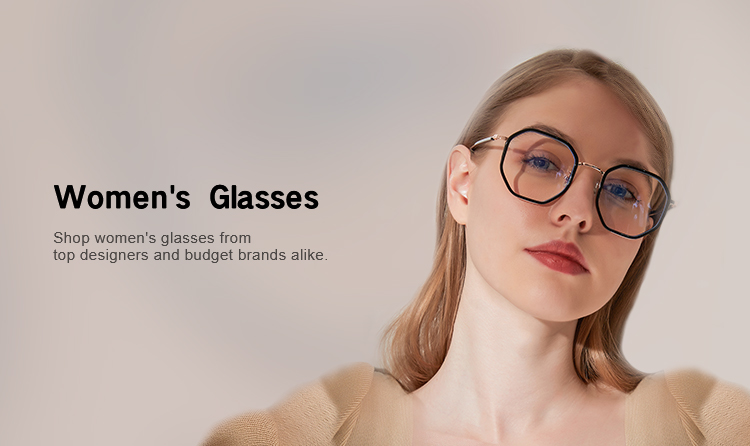 Women's Glasses
Shop women's glasses from
top designers and budget brands alike.